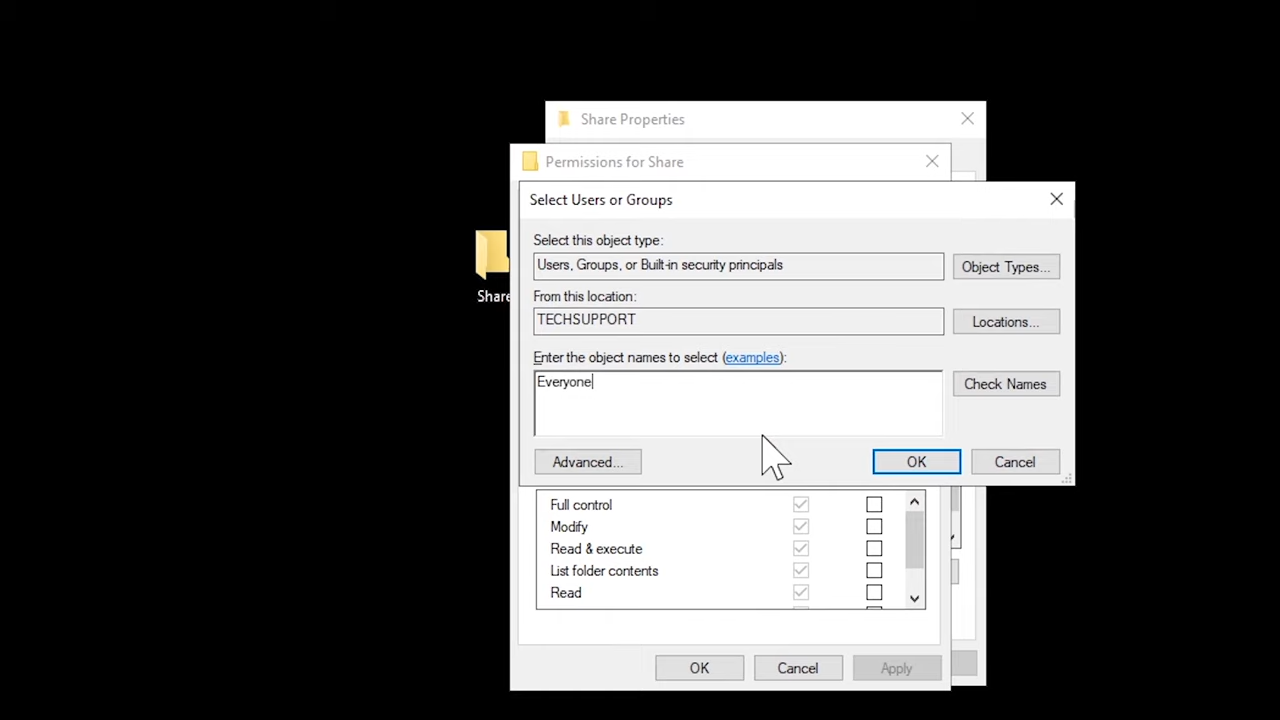 Share Properties
Permissions for Share
Select Users or Groups
Select this object type:
Users, Groups, or Built-in security principals
Object Types...
From this location:
TECHSUPPORT
Locations...
Enter the object names to select (examples):
Everyone
Check Names
Advanced...
OK
Cancel
Share
Full control
Modify
Read & execute
List folder contents
Read
OK
Cancel
Apply